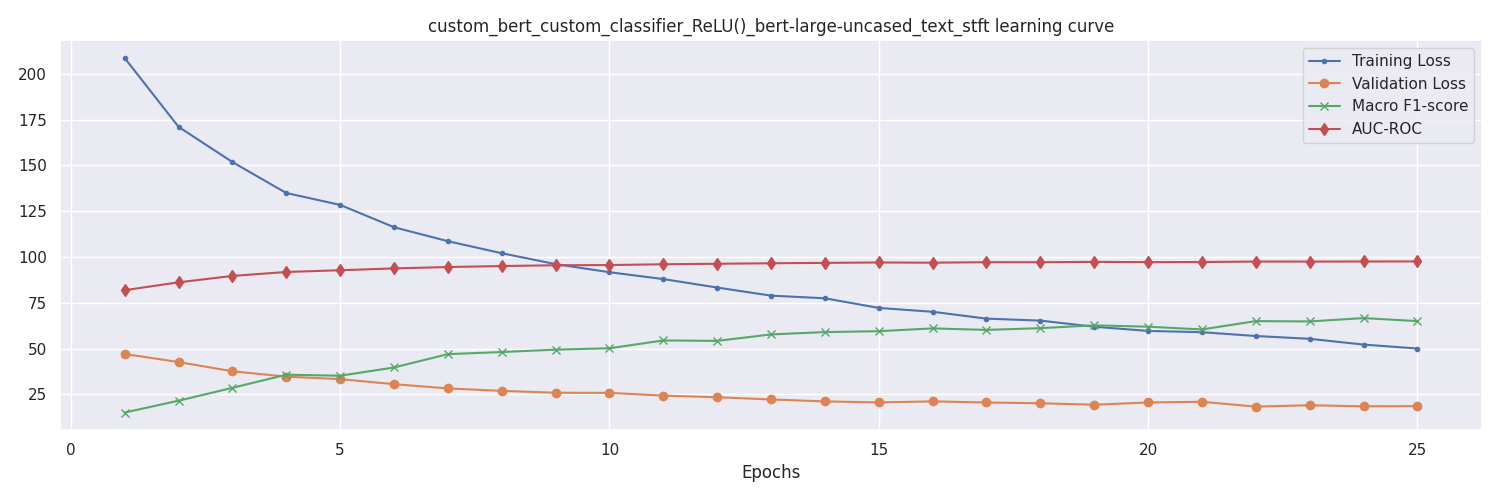 custom_bert_custom_classifier_ReLU()_bert-large-uncased_text_stft learning curve
Training Loss
Validation Loss
Macro F1-score
AUC-ROC
200
175
150
125
100
75
50
25
0 5 10 15 20 25
Epochs